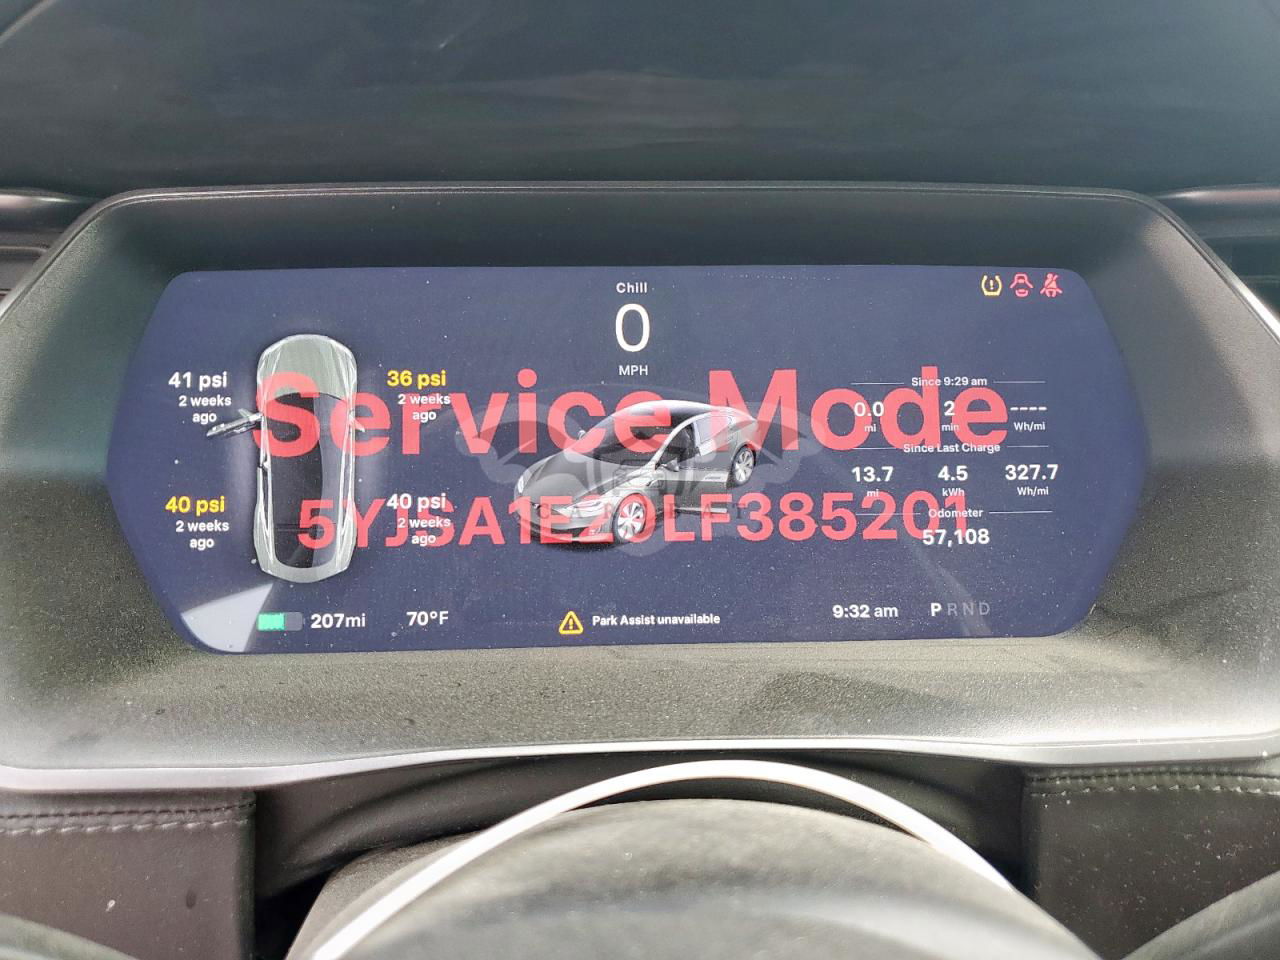 Chill
0
MPH
41 psi
2 weeks
ago
36 psi
2 weeks
ago
Service Mode
Since 9:29 am
0.0 2 ----
mi min Wh/mi
Since Last Charge
13.7 4.5 327.7
mi kWh Wh/mi
40 psi
2 weeks
ago
40 psi
2 weeks
ago
Odometer
57,108
207mi
70°F
Park Assist unavailable
9:32 am
P R N D